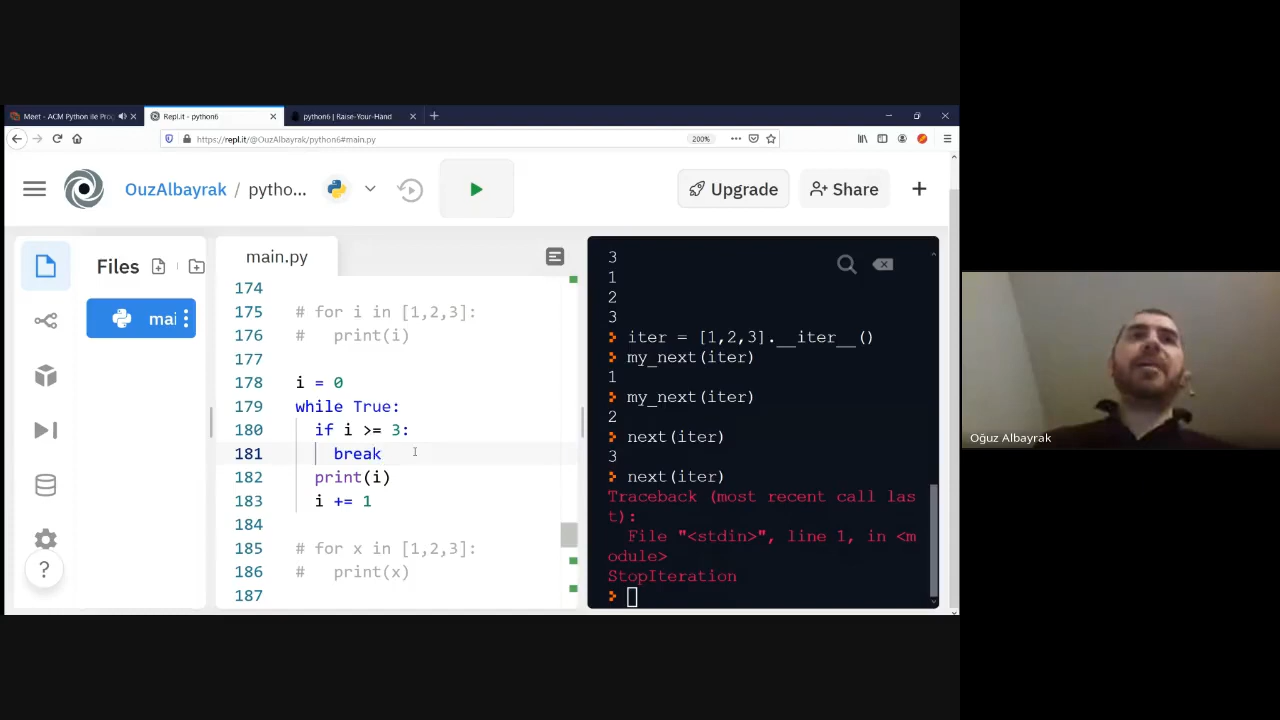 Meet - ACM Python ile Pro
Repl.it - python6
python6 | Raise-Your-Hand
https://repl.it/@OuzAlbayrak/python6#main.py
200%
OuzAlbayrak / pytho...
Upgrade
Share
Files
mai
main.py
174
175 # for i in [1,2,3]:
176 #   print(i)
177
178 i = 0
179 while True:
180   if i >= 3:
181     break
182   print(i)
183   i += 1
184
185 # for x in [1,2,3]:
186 #   print(x)
187
?
3
1
2
3
iter = [1,2,3].__iter__()
my_next(iter)
1
my_next(iter)
2
next(iter)
3
next(iter)
Traceback (most recent call las
t):
  File "<stdin>", line 1, in <m
odule>
StopIteration
Oğuz Albayrak